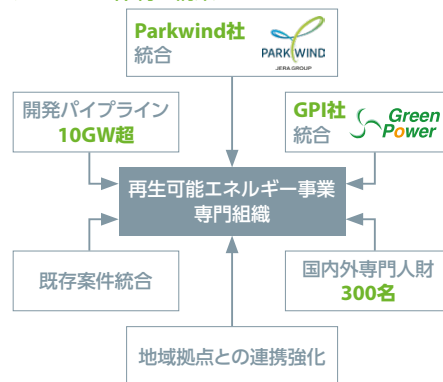 Parkwind社
統合
PARKWIND
JERA GROUP
開発パイプライン
10GW超
GPI社
統合
Green
Power
再生可能エネルギー事業
専門組織
既存案件統合
国内外専門人財
300名
地域拠点との連携強化